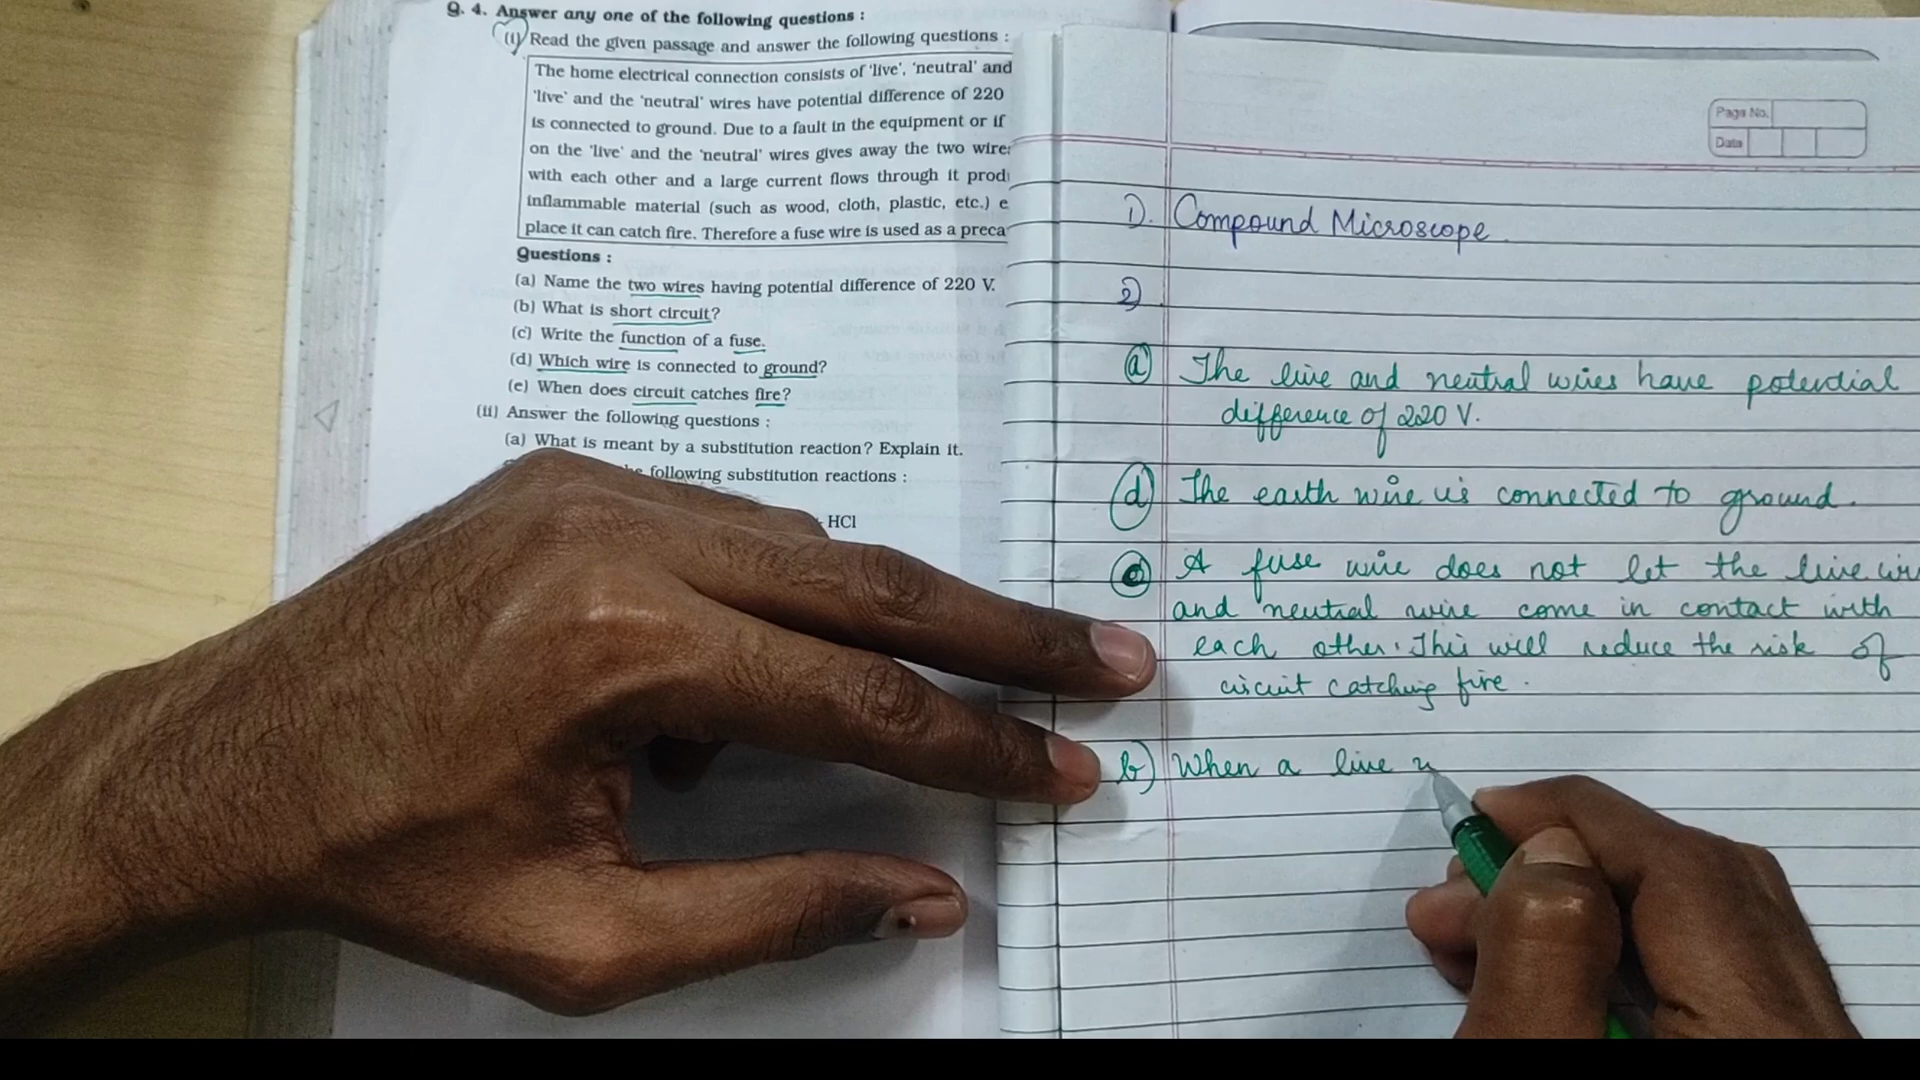 Q. 4. Answer any one of the following questions :
(i) Read the given passage and answer the following questions :
The home electrical connection consists of 'live', 'neutral' and
'live' and the 'neutral' wires have potential difference of 220
is connected to ground. Due to a fault in the equipment or if
on the 'live' and the 'neutral' wires gives away the two wire
with each other and a large current flows through it prod
inflammable material (such as wood, cloth, plastic, etc.) e
place it can catch fire. Therefore a fuse wire is used as a preca
Questions :
(a) Name the two wires having potential difference of 220 V.
(b) What is short circuit?
(c) Write the function of a fuse.
(d) Which wire is connected to ground?
(e) When does circuit catches fire?
(ii) Answer the following questions :
(a) What is meant by a substitution reaction? Explain it.
following substitution reactions :
HCl
Page No.
Date
1). Compound Microscope.
2)
(a) The live and neutral wires have potential
difference of 220 V.
(d) The earth wire is connected to ground.
A fuse wire does not let the live wi
and neutral wire come in contact with
each other. This will reduce the risk of
circuit catching fire.
b) When a live